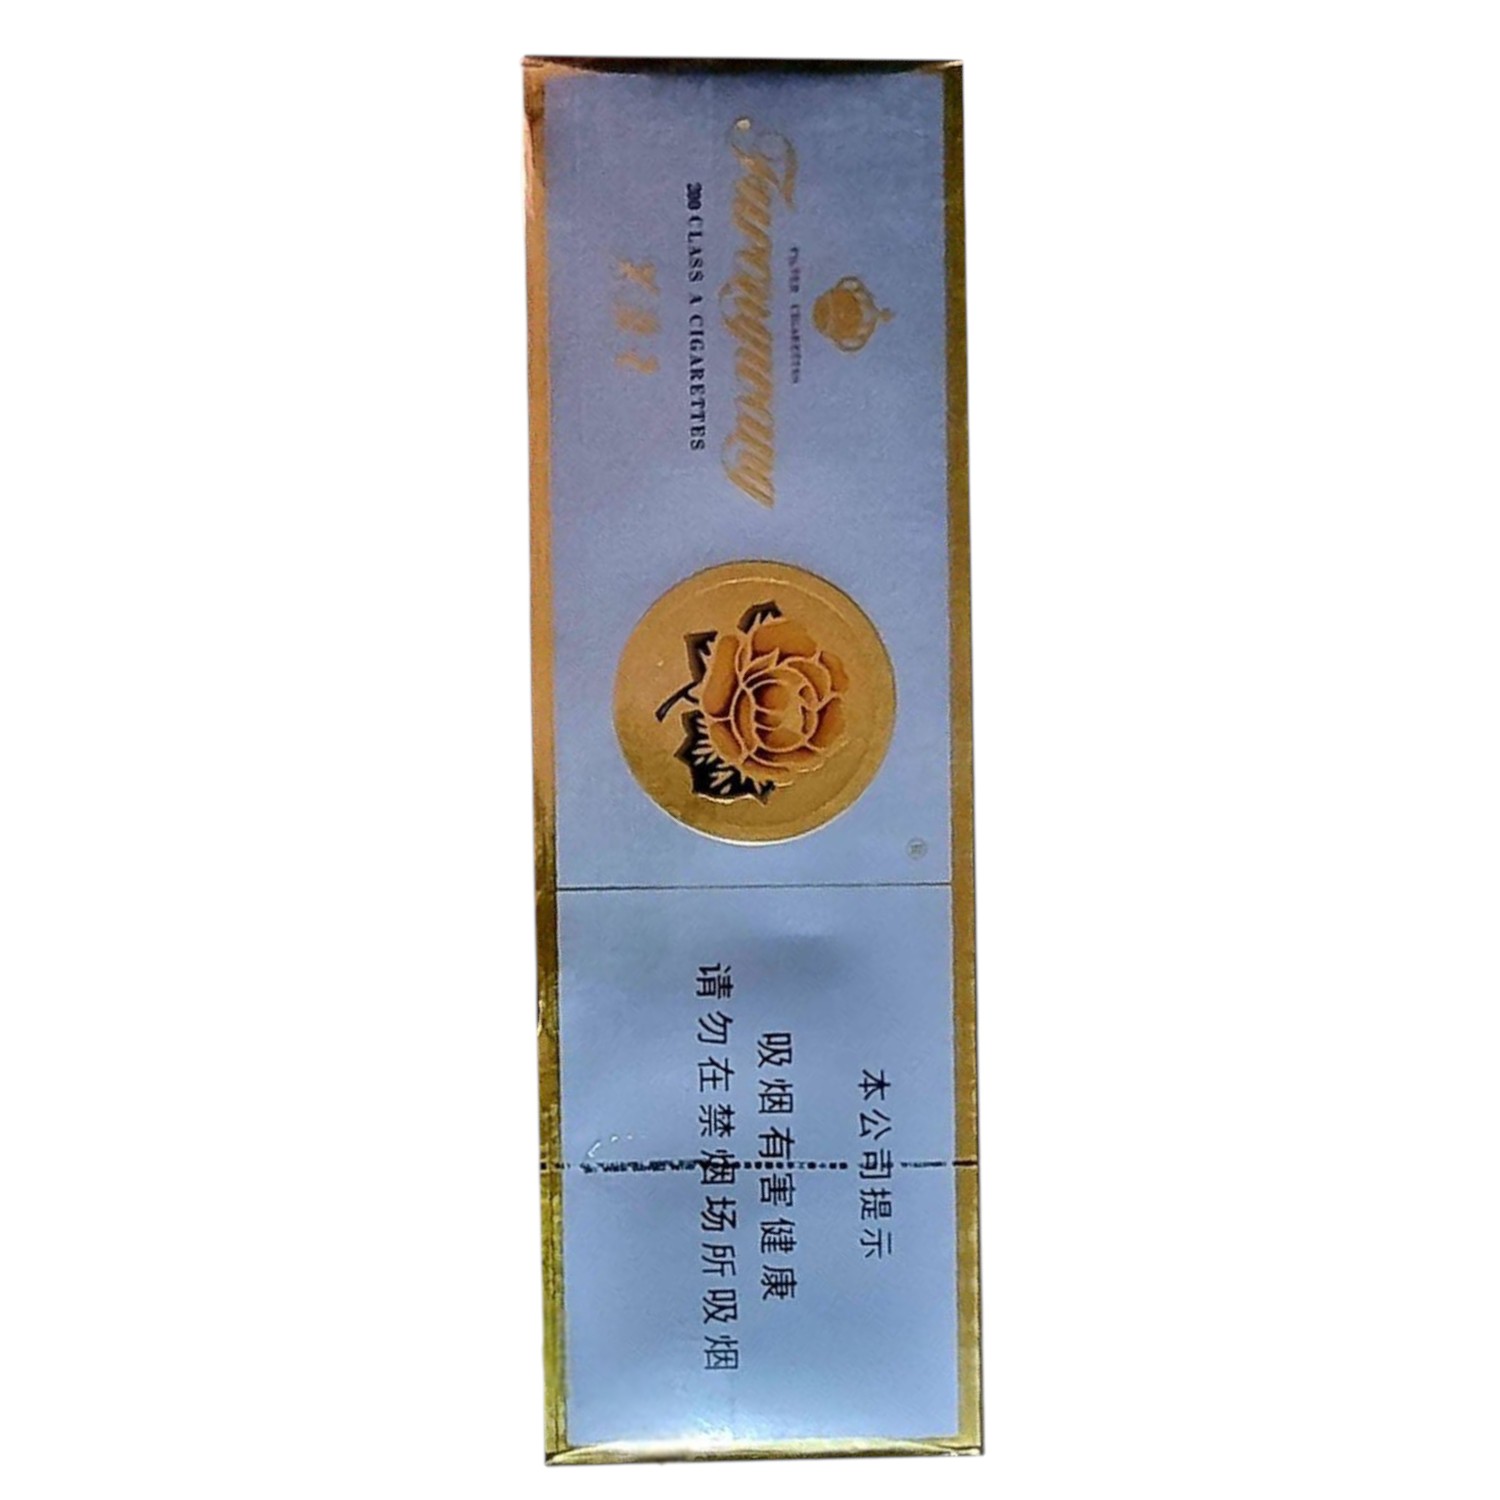 FILTER CIGARETTES
200 CLASS A CIGARETTES
本公司提示
吸烟有害健康
请勿在禁烟场所吸烟